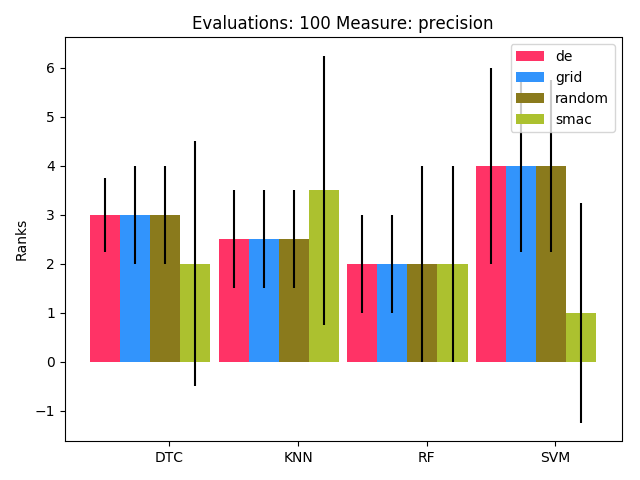 Evaluations: 100 Measure: precision
de
grid
random
smac
6
5
4
3
2
1
0
−1
Ranks
DTC
KNN
RF
SVM